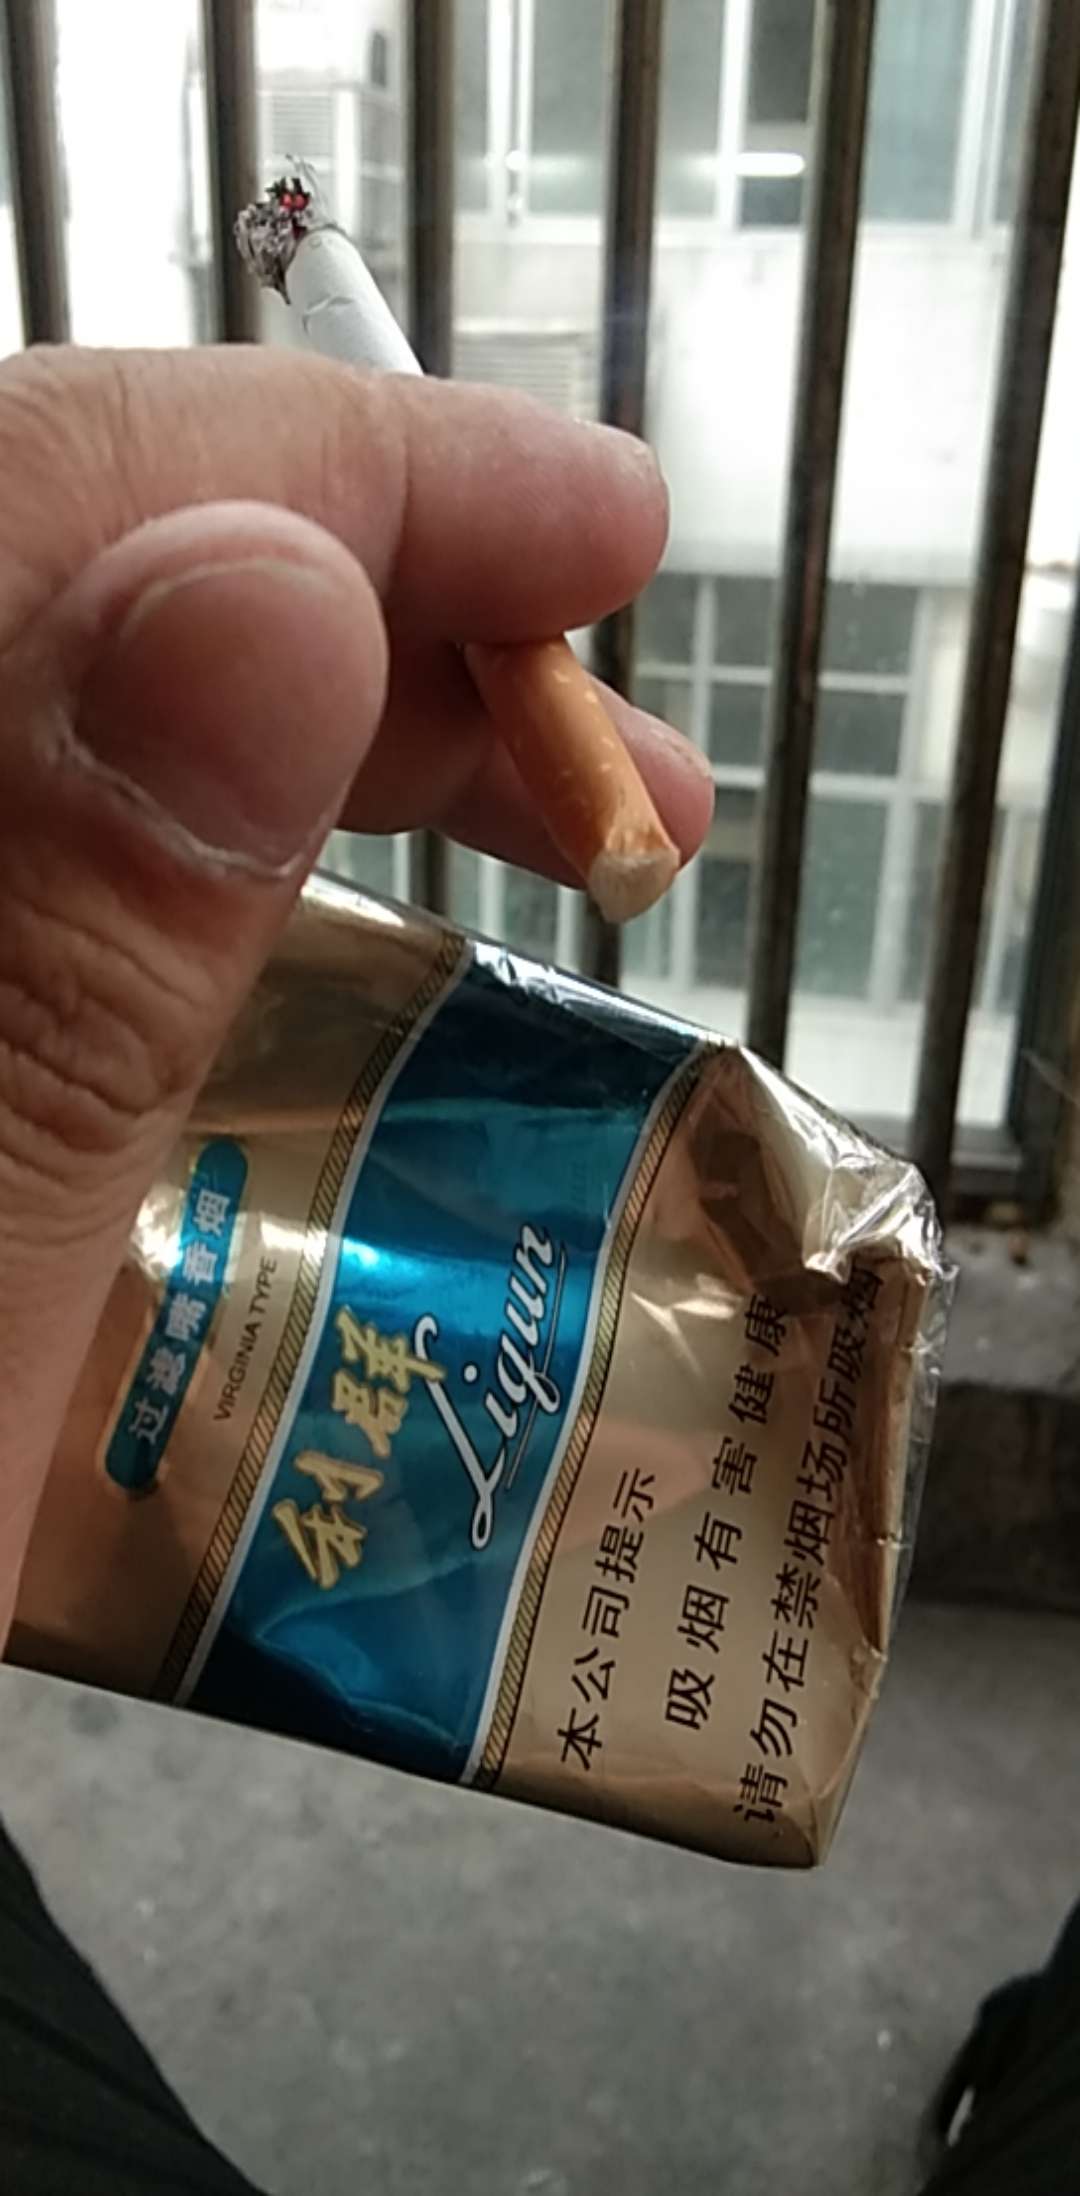 过滤嘴香烟
VIRGINIA TYPE
利群
Liqun
本公司提示
吸烟有害健康
请勿在禁烟场所吸烟